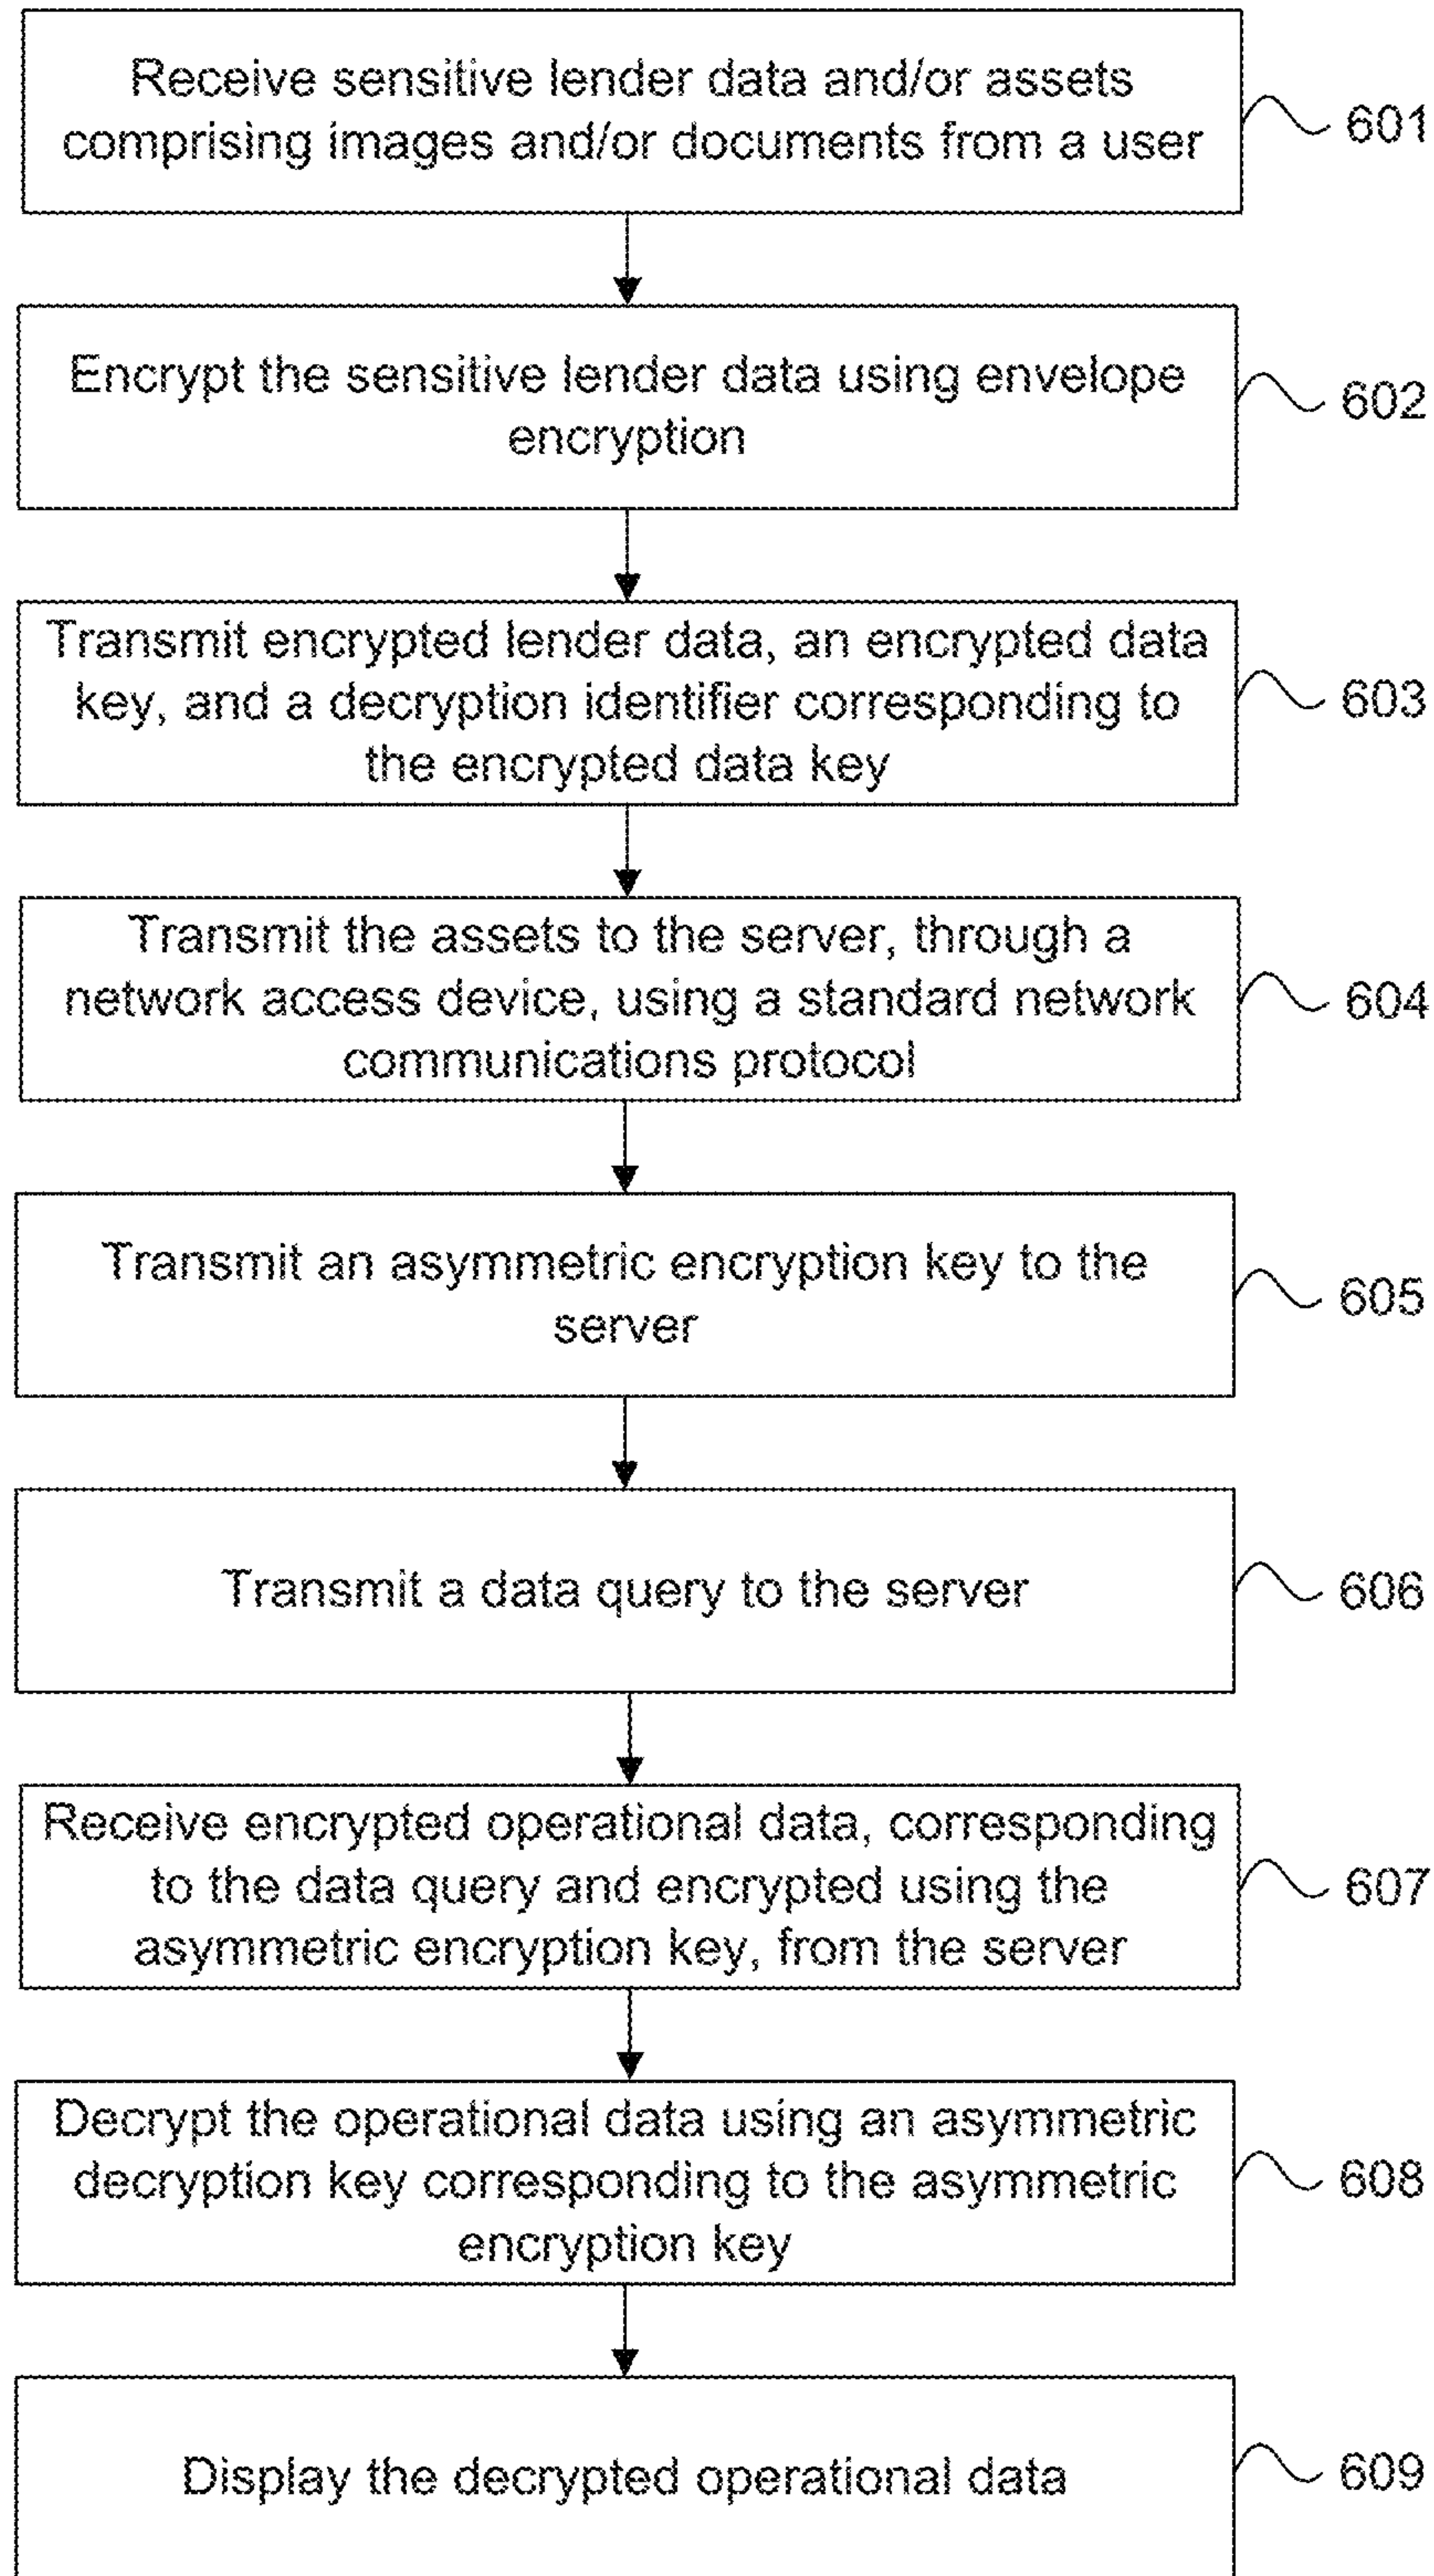 Receive sensitive lender data and/or assets
comprising images and/or documents from a user
601
Encrypt the sensitive lender data using envelope
encryption
602
Transmit encrypted lender data, an encrypted data
key, and a decryption identifier corresponding to
the encrypted data key
603
Transmit the assets to the server, through a
network access device, using a standard network
communications protocol
604
Transmit an asymmetric encryption key to the
server
605
Transmit a data query to the server
606
Receive encrypted operational data, corresponding
to the data query and encrypted using the
asymmetric encryption key, from the server
607
Decrypt the operational data using an asymmetric
decryption key corresponding to the asymmetric
encryption key
608
Display the decrypted operational data
609